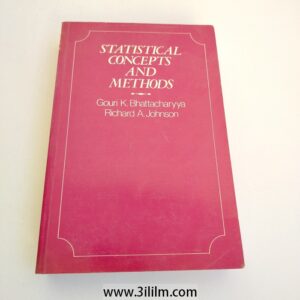 STATISTICAL
CONCEPTS
AND
METHODS
Gouri K. Bhattacharyya
Richard A. Johnson
www.3ililm.com